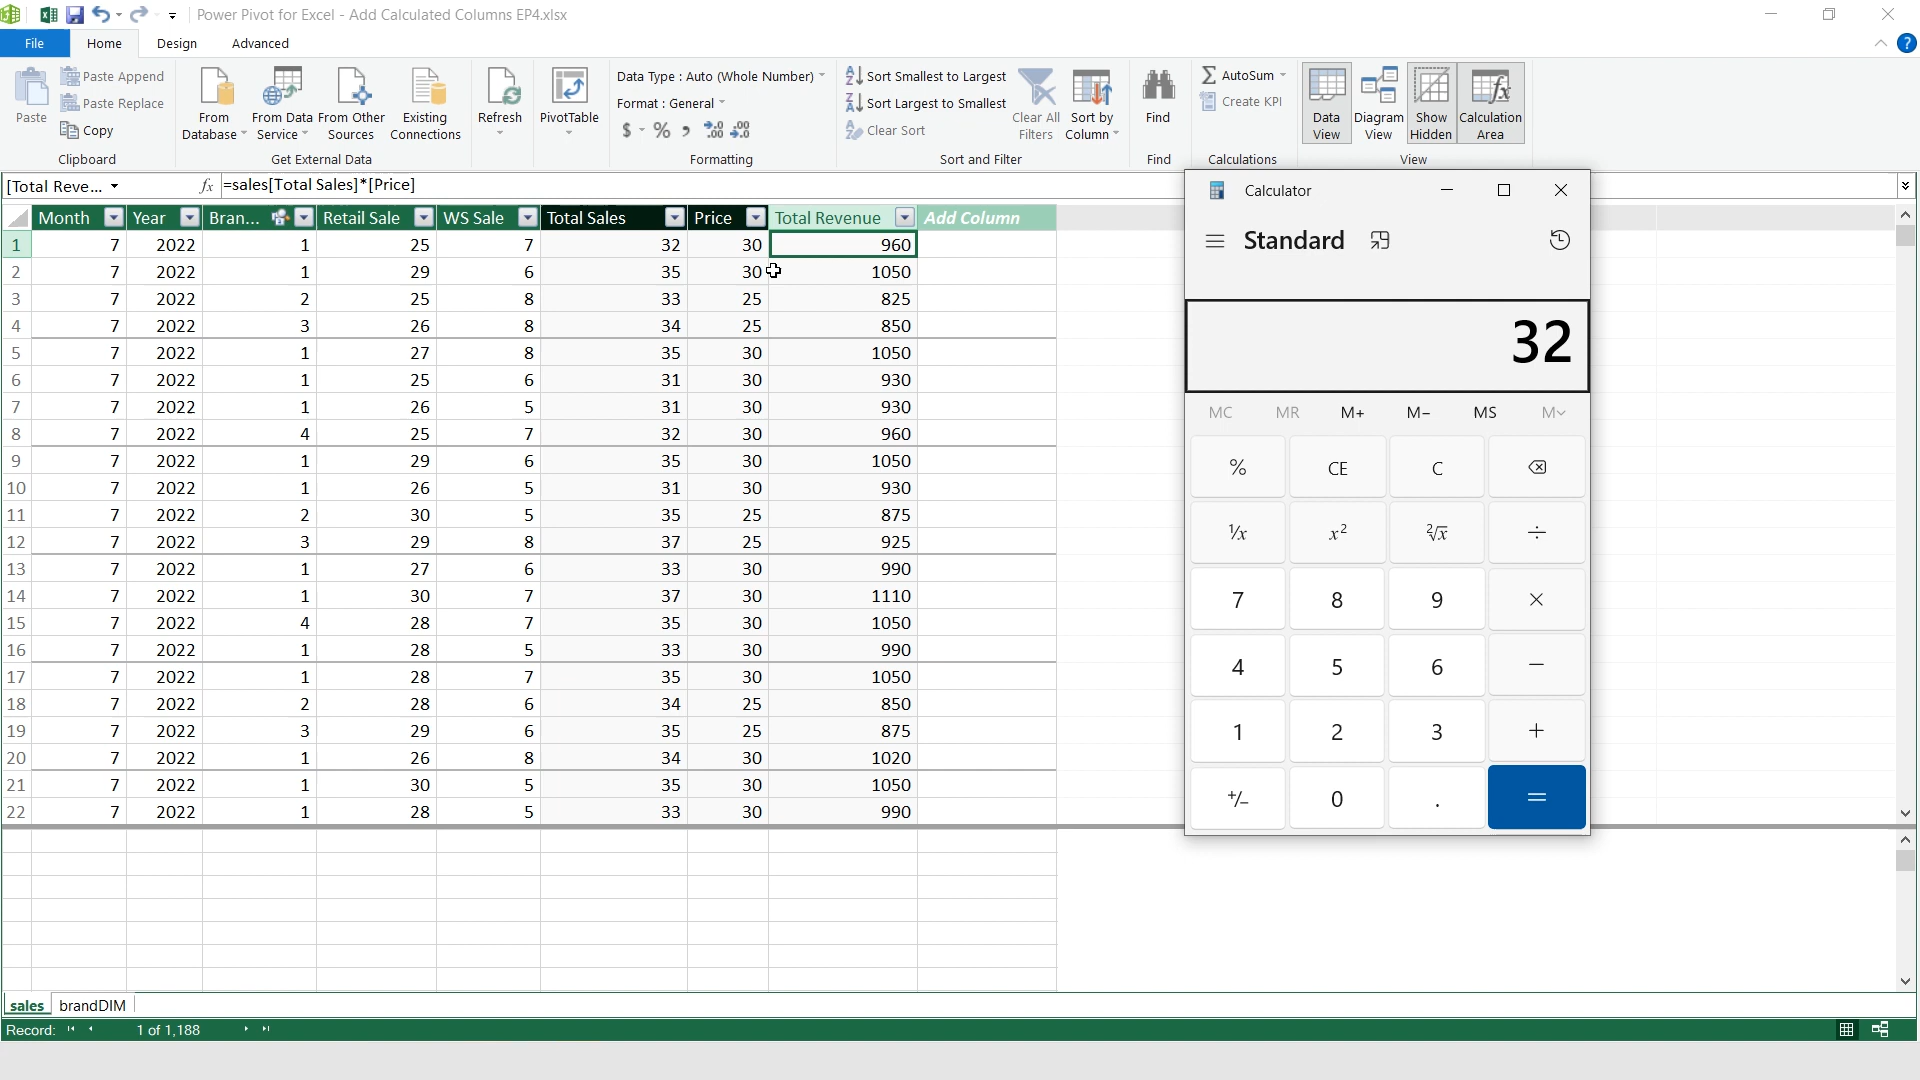 Power Pivot for Excel - Add Calculated Columns EP4.xlsx
File Home Design Advanced
Paste
Paste Append
Paste Replace
Copy
Clipboard
From Database
From Data Service
From Other Sources
Existing Connections
Get External Data
Refresh
PivotTable
Data Type : Auto (Whole Number)
Format : General
$ % ,
Formatting
Sort Smallest to Largest
Sort Largest to Smallest
Clear Sort
Clear All Filters
Sort by Column
Sort and Filter
Find
Find
AutoSum
Create KPI
Calculations
Data View
Diagram View
Show Hidden
Calculation Area
View
[Total Reve... fx =sales[Total Sales]*[Price]
Month Year Bran... Retail Sale WS Sale Total Sales Price Total Revenue Add Column
1 7 2022 1 25 7 32 30 960
2 7 2022 1 29 6 35 30 1050
3 7 2022 2 25 8 33 25 825
4 7 2022 3 26 8 34 25 850
5 7 2022 1 27 8 35 30 1050
6 7 2022 1 25 6 31 30 930
7 7 2022 1 26 5 31 30 930
8 7 2022 4 25 7 32 30 960
9 7 2022 1 29 6 35 30 1050
10 7 2022 1 26 5 31 30 930
11 7 2022 2 30 5 35 25 875
12 7 2022 3 29 8 37 25 925
13 7 2022 1 27 6 33 30 990
14 7 2022 1 30 7 37 30 1110
15 7 2022 4 28 7 35 30 1050
16 7 2022 1 28 5 33 30 990
17 7 2022 1 28 7 35 30 1050
18 7 2022 2 28 6 34 25 850
19 7 2022 3 29 6 35 25 875
20 7 2022 1 26 8 34 30 1020
21 7 2022 1 30 5 35 30 1050
22 7 2022 1 28 5 33 30 990
Calculator
Standard
32
MC MR M+ M− MS M˅
% CE C
¹/x x² ²√x ÷
7 8 9 ×
4 5 6 −
1 2 3 +
+/− 0 . =
sales brandDIM
Record: 1 of 1,188